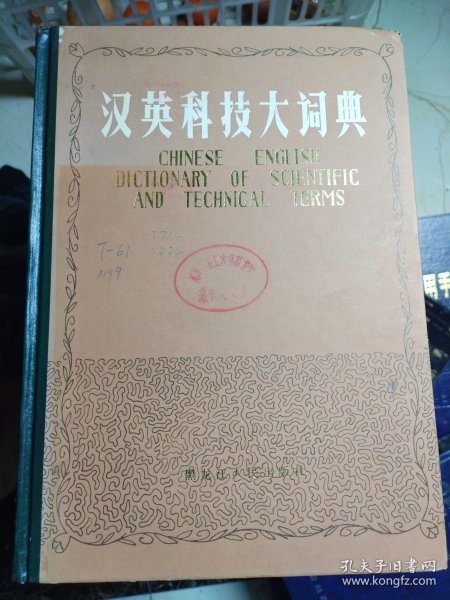 汉英科技大词典
CHINESE ENGLISH
DICTIONARY OF SCIENTIFIC
AND TECHNICAL TERMS
T-61
N99
黑龙江人民出版社
孔夫子旧书网
www.kongfz.com